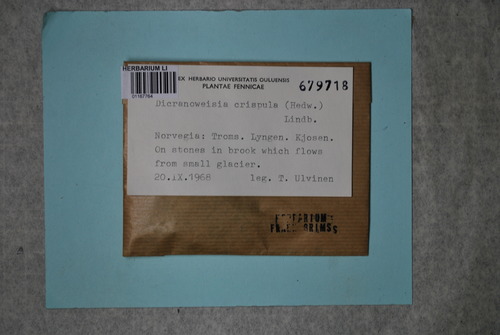 HERBARIUM LI
01167764
EX HERBARIO UNIVERSITATIS OULUENSIS
PLANTAE FENNICAE
679718
Dicranoweisia crispula (Hedw.)
Lindb.
Norvegia: Troms. Lyngen. Kjosen.
On stones in brook which flows
from small glacier.
20.IX.1968 leg. T. Ulvinen